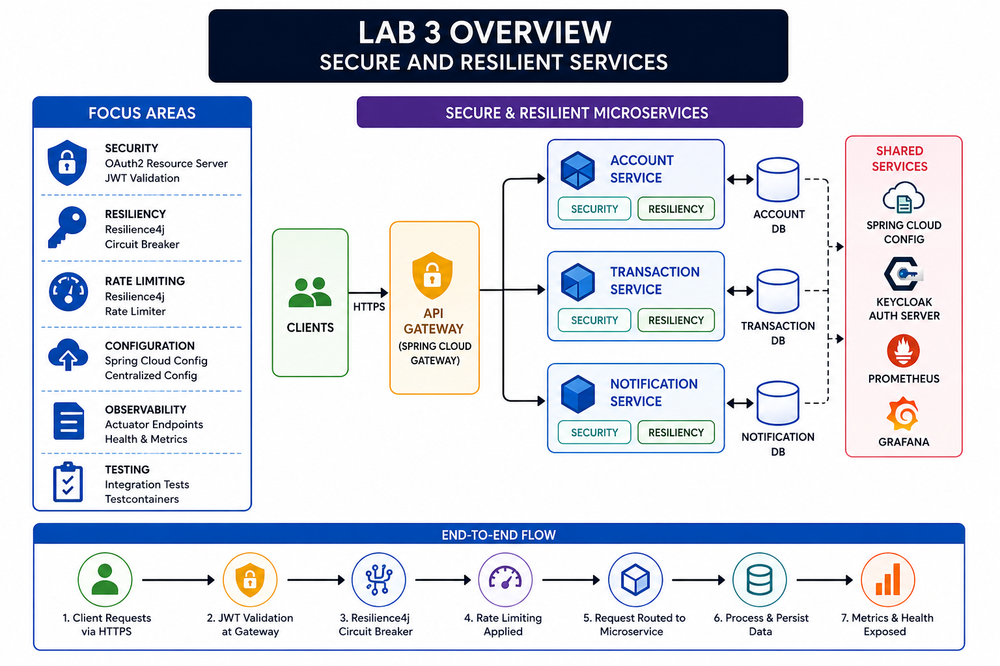 LAB 3 OVERVIEW
SECURE AND RESILIENT SERVICES
FOCUS AREAS
SECURITY
OAuth2 Resource Server
JWT Validation
RESILIENCY
Resilience4j
Circuit Breaker
RATE LIMITING
Resilience4j
Rate Limiter
CONFIGURATION
Spring Cloud Config
Centralized Config
OBSERVABILITY
Actuator Endpoints
Health & Metrics
TESTING
Integration Tests
Testcontainers
SECURE & RESILIENT MICROSERVICES
CLIENTS
HTTPS
API
GATEWAY
(SPRING CLOUD
GATEWAY)
ACCOUNT
SERVICE
SECURITY
RESILIENCY
ACCOUNT
DB
TRANSACTION
SERVICE
SECURITY
RESILIENCY
TRANSACTION
DB
NOTIFICATION
SERVICE
SECURITY
RESILIENCY
NOTIFICATION
DB
SHARED
SERVICES
SPRING CLOUD
CONFIG
KEYCLOAK
AUTH SERVER
PROMETHEUS
GRAFANA
END-TO-END FLOW
1. Client Requests
via HTTPS
2. JWT Validation
at Gateway
3. Resilience4j
Circuit Breaker
4. Rate Limiting
Applied
5. Request Routed to
Microservice
6. Process & Persist
Data
7. Metrics & Health
Exposed